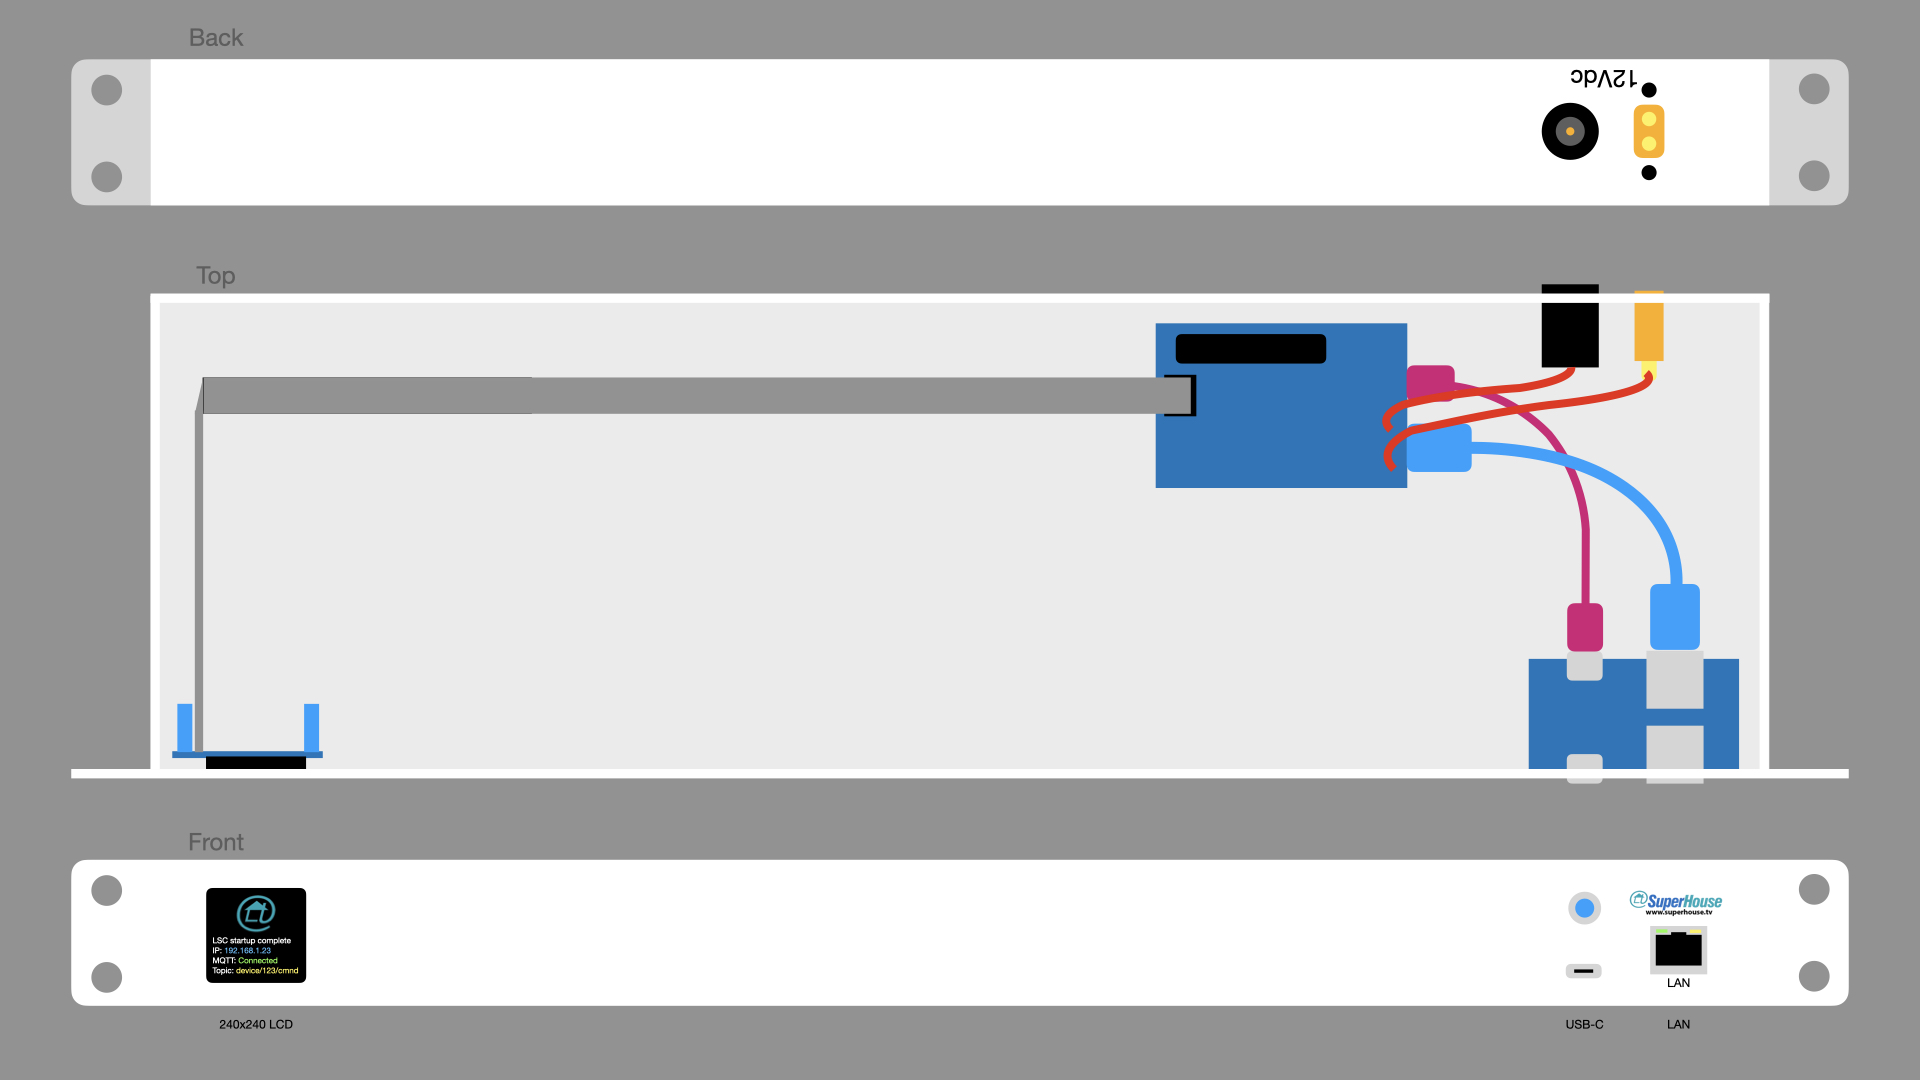 Back
12Vdc
Top
Front
LSC startup complete
IP: 192.168.1.23
MQTT: Connected
Topic: device/123/cmnd
SuperHouse
www.superhouse.tv
LAN
240x240 LCD
USB-C
LAN